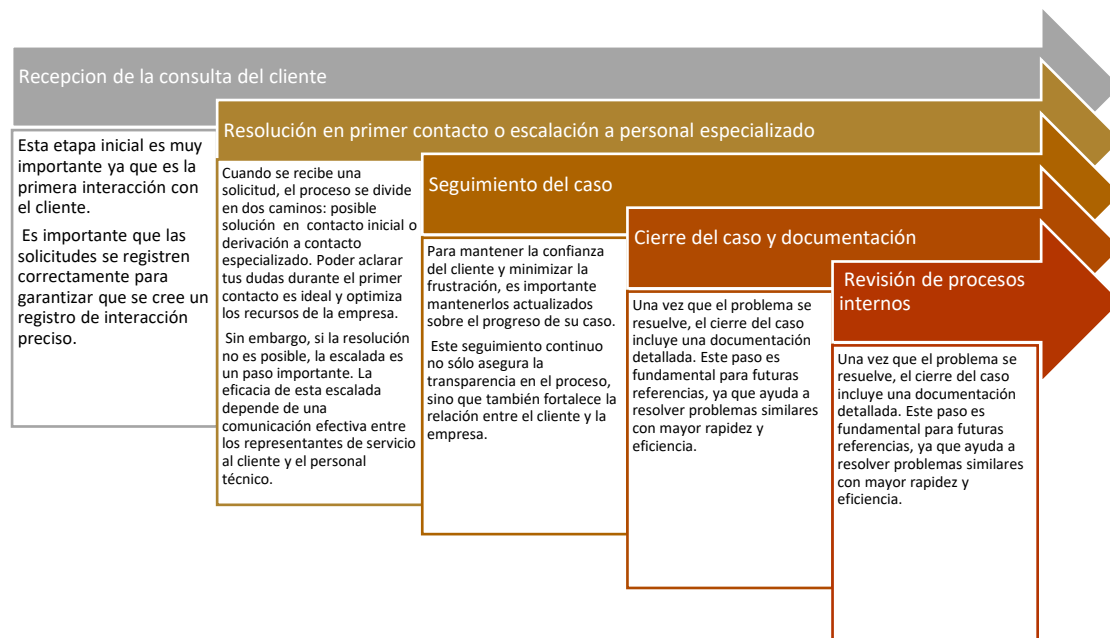 Recepcion de la consulta del cliente
Esta etapa inicial es muy
importante ya que es la
primera interacción con
el cliente.
Es importante que las
solicitudes se registren
correctamente para
garantizar que se cree un
registro de interacción
preciso.
Resolución en primer contacto o escalación a personal especializado
Cuando se recibe una
solicitud, el proceso se divide
en dos caminos: posible
solución en contacto inicial o
derivación a contacto
especializado. Poder aclarar
tus dudas durante el primer
contacto es ideal y optimiza
los recursos de la empresa.
Sin embargo, si la resolución
no es posible, la escalada es
un paso importante. La
eficacia de esta escalada
depende de una
comunicación efectiva entre
los representantes de servicio
al cliente y el personal
técnico.
Seguimiento del caso
Para mantener la confianza
del cliente y minimizar la
frustración, es importante
mantenerlos actualizados
sobre el progreso de su caso.
Este seguimiento continuo
no sólo asegura la
transparencia en el proceso,
sino que también fortalece la
relación entre el cliente y la
empresa.
Cierre del caso y documentación
Una vez que el problema se
resuelve, el cierre del caso
incluye una documentación
detallada. Este paso es
fundamental para futuras
referencias, ya que ayuda a
resolver problemas similares
con mayor rapidez y
eficiencia.
Revisión de procesos
internos
Una vez que el problema se
resuelve, el cierre del caso
incluye una documentación
detallada. Este paso es
fundamental para futuras
referencias, ya que ayuda a
resolver problemas similares
con mayor rapidez y
eficiencia.